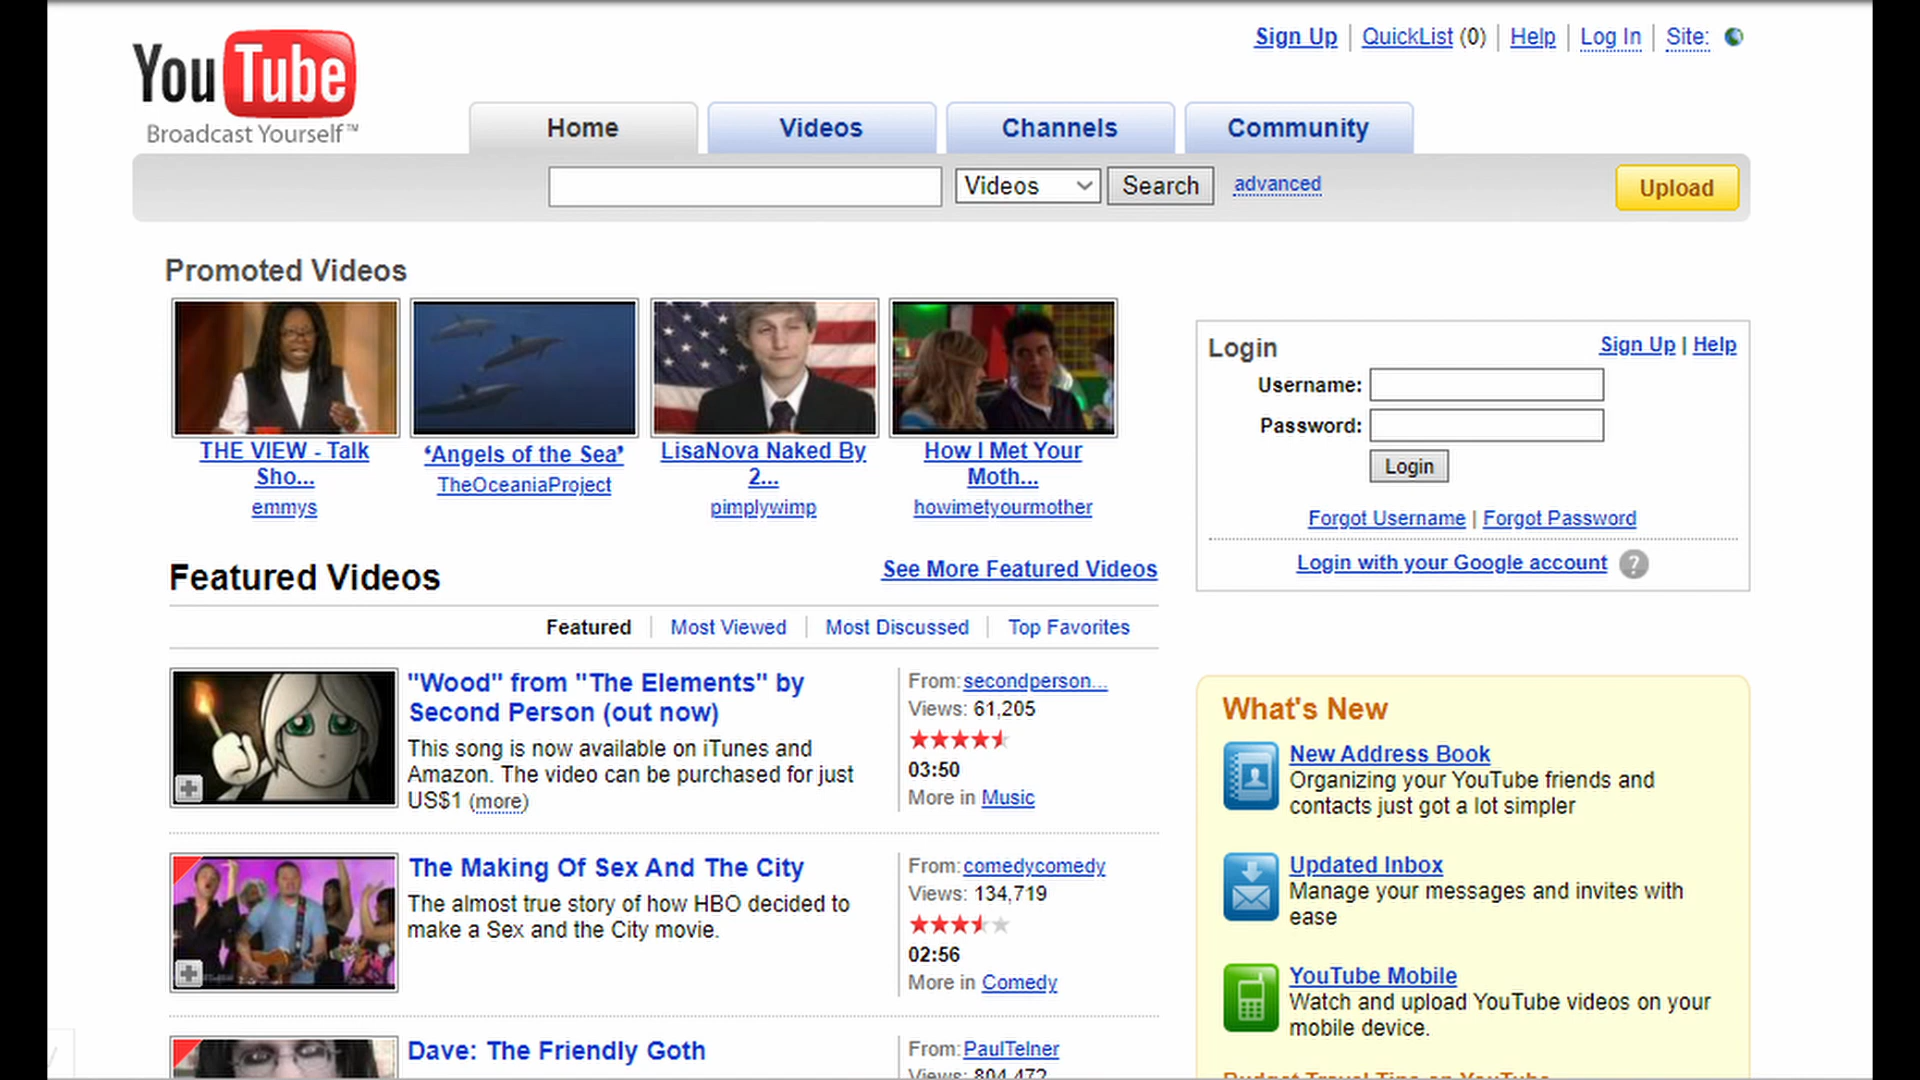 YouTube
Broadcast Yourself™
Sign Up | QuickList (0) | Help | Log In | Site:
Home
Videos
Channels
Community
Videos
Search
advanced
Upload
Promoted Videos
THE VIEW - Talk
Sho...
emmys
‘Angels of the Sea’
TheOceaniaProject
LisaNova Naked By
2...
pimplywimp
How I Met Your
Moth...
howimetyourmother
Login
Sign Up | Help
Username:
Password:
Login
Forgot Username | Forgot Password
Login with your Google account ?
Featured Videos
See More Featured Videos
Featured | Most Viewed | Most Discussed | Top Favorites
"Wood" from "The Elements" by
Second Person (out now)
This song is now available on iTunes and
Amazon. The video can be purchased for just
US$1 (more)
From: secondperson...
Views: 61,205
03:50
More in Music
The Making Of Sex And The City
The almost true story of how HBO decided to
make a Sex and the City movie.
From: comedycomedy
Views: 134,719
02:56
More in Comedy
Dave: The Friendly Goth
From: PaulTelner
Views: 804,472
What's New
New Address Book
Organizing your YouTube friends and
contacts just got a lot simpler
Updated Inbox
Manage your messages and invites with
ease
YouTube Mobile
Watch and upload YouTube videos on your
mobile device.
Budget Travel Tips on YouTube